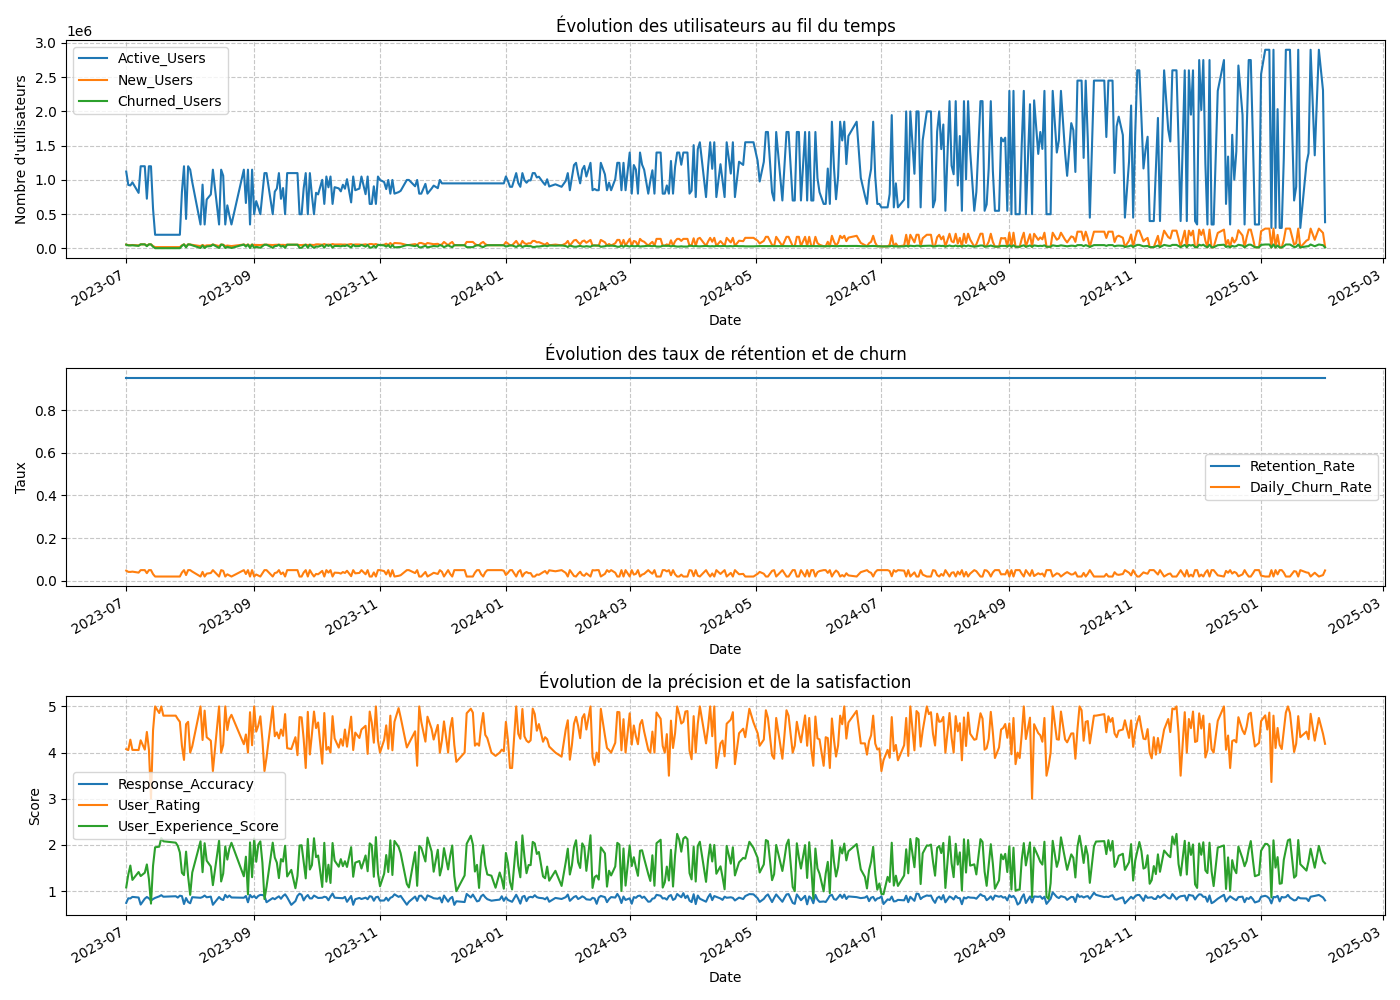 Évolution des utilisateurs au fil du temps
1e6
Nombre d'utilisateurs
3.0
2.5
2.0
1.5
1.0
0.5
0.0
Active_Users
New_Users
Churned_Users
2023-07
2023-09
2023-11
2024-01
2024-03
2024-05
2024-07
2024-09
2024-11
2025-01
2025-03
Date
Évolution des taux de rétention et de churn
Taux
0.8
0.6
0.4
0.2
0.0
Retention_Rate
Daily_Churn_Rate
2023-07
2023-09
2023-11
2024-01
2024-03
2024-05
2024-07
2024-09
2024-11
2025-01
2025-03
Date
Évolution de la précision et de la satisfaction
Score
5
4
3
2
1
Response_Accuracy
User_Rating
User_Experience_Score
2023-07
2023-09
2023-11
2024-01
2024-03
2024-05
2024-07
2024-09
2024-11
2025-01
2025-03
Date